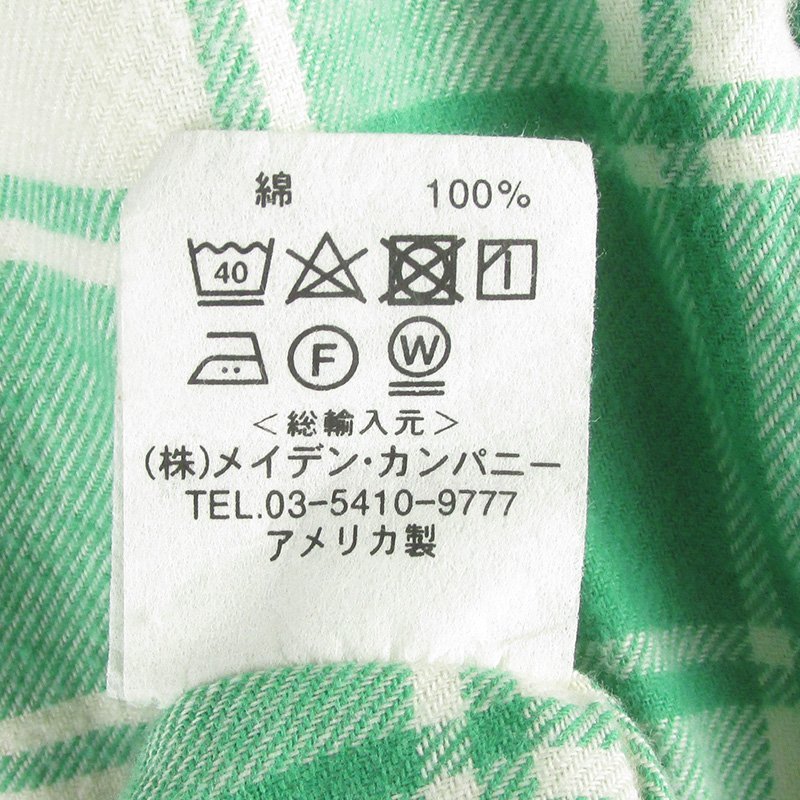 綿 100%
40
F W
＜総輸入元＞
(株)メイデン・カンパニー
TEL.03-5410-9777
アメリカ製